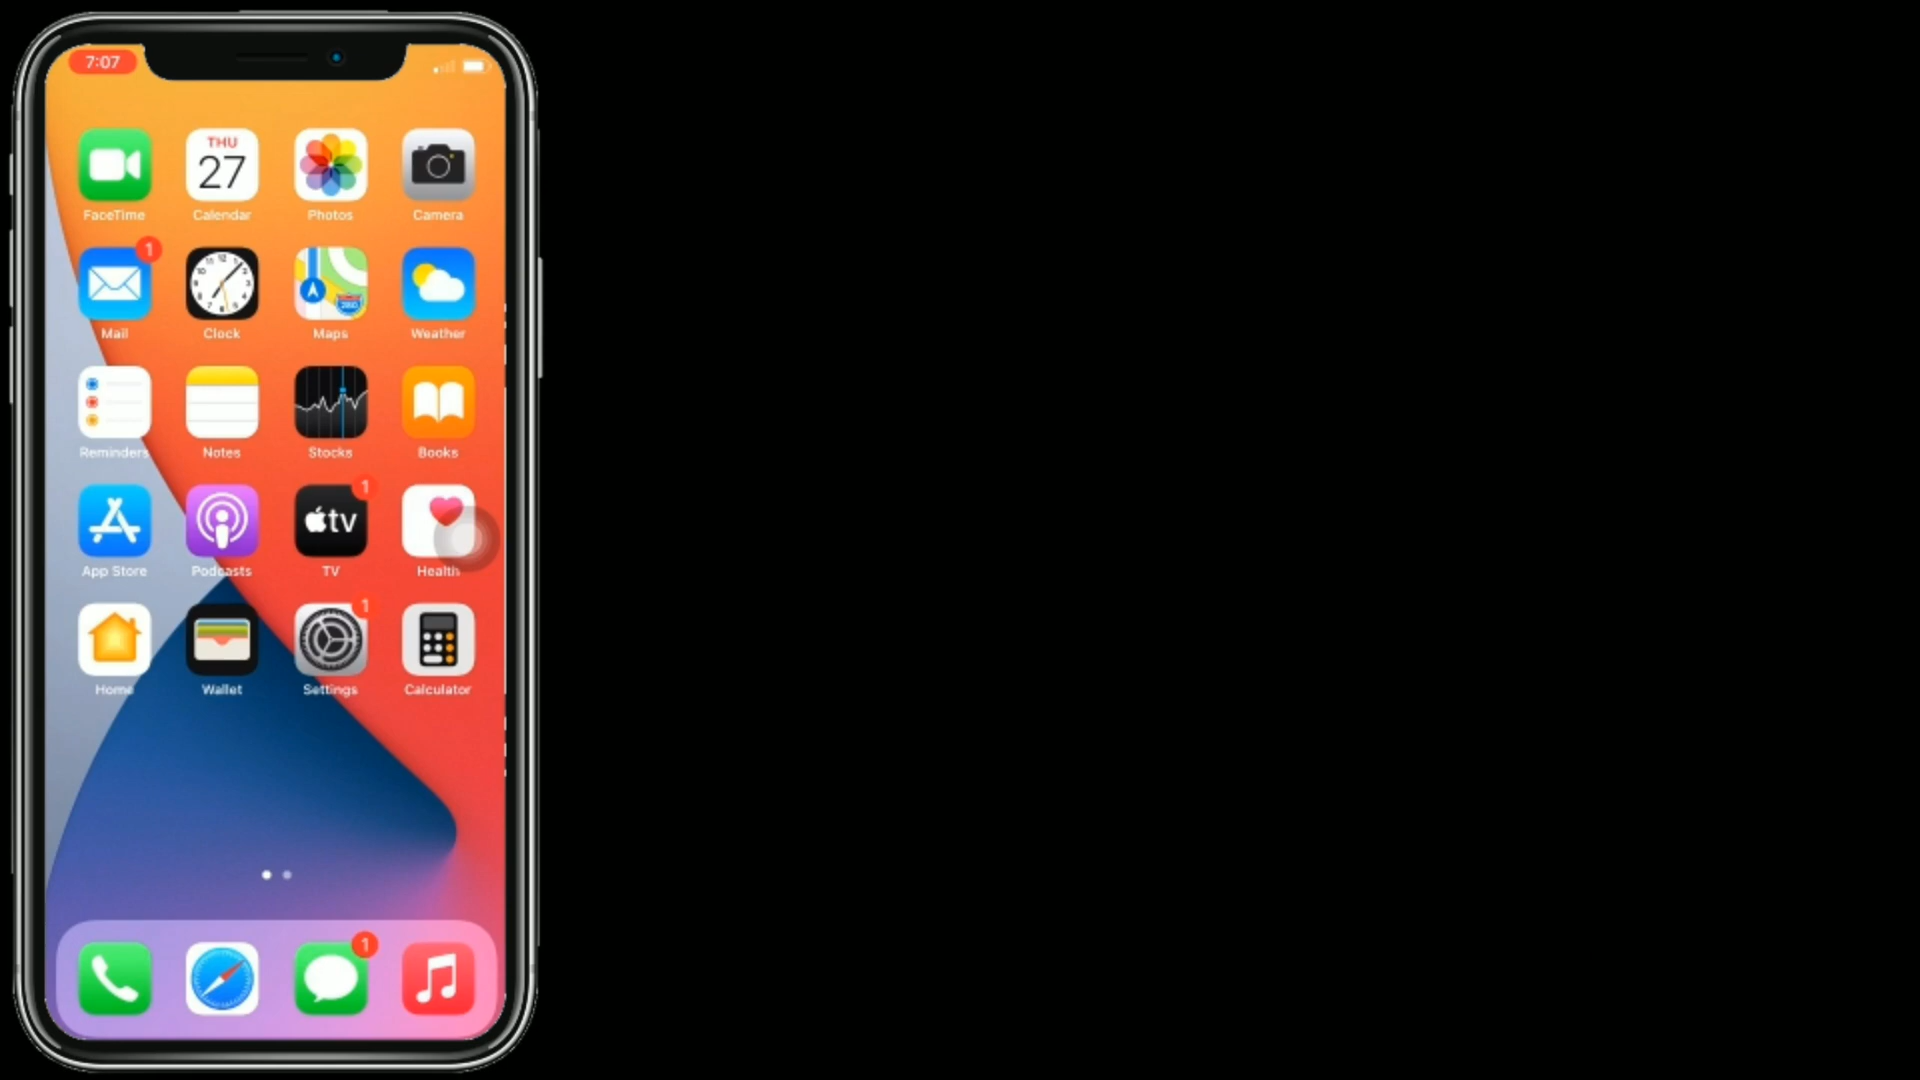 7:07
THU
27
FaceTime Calendar Photos Camera
1
Mail Clock Maps Weather
Reminders Notes Stocks Books
1
tv
App Store Podcasts TV Health
1
Home Wallet Settings Calculator
1